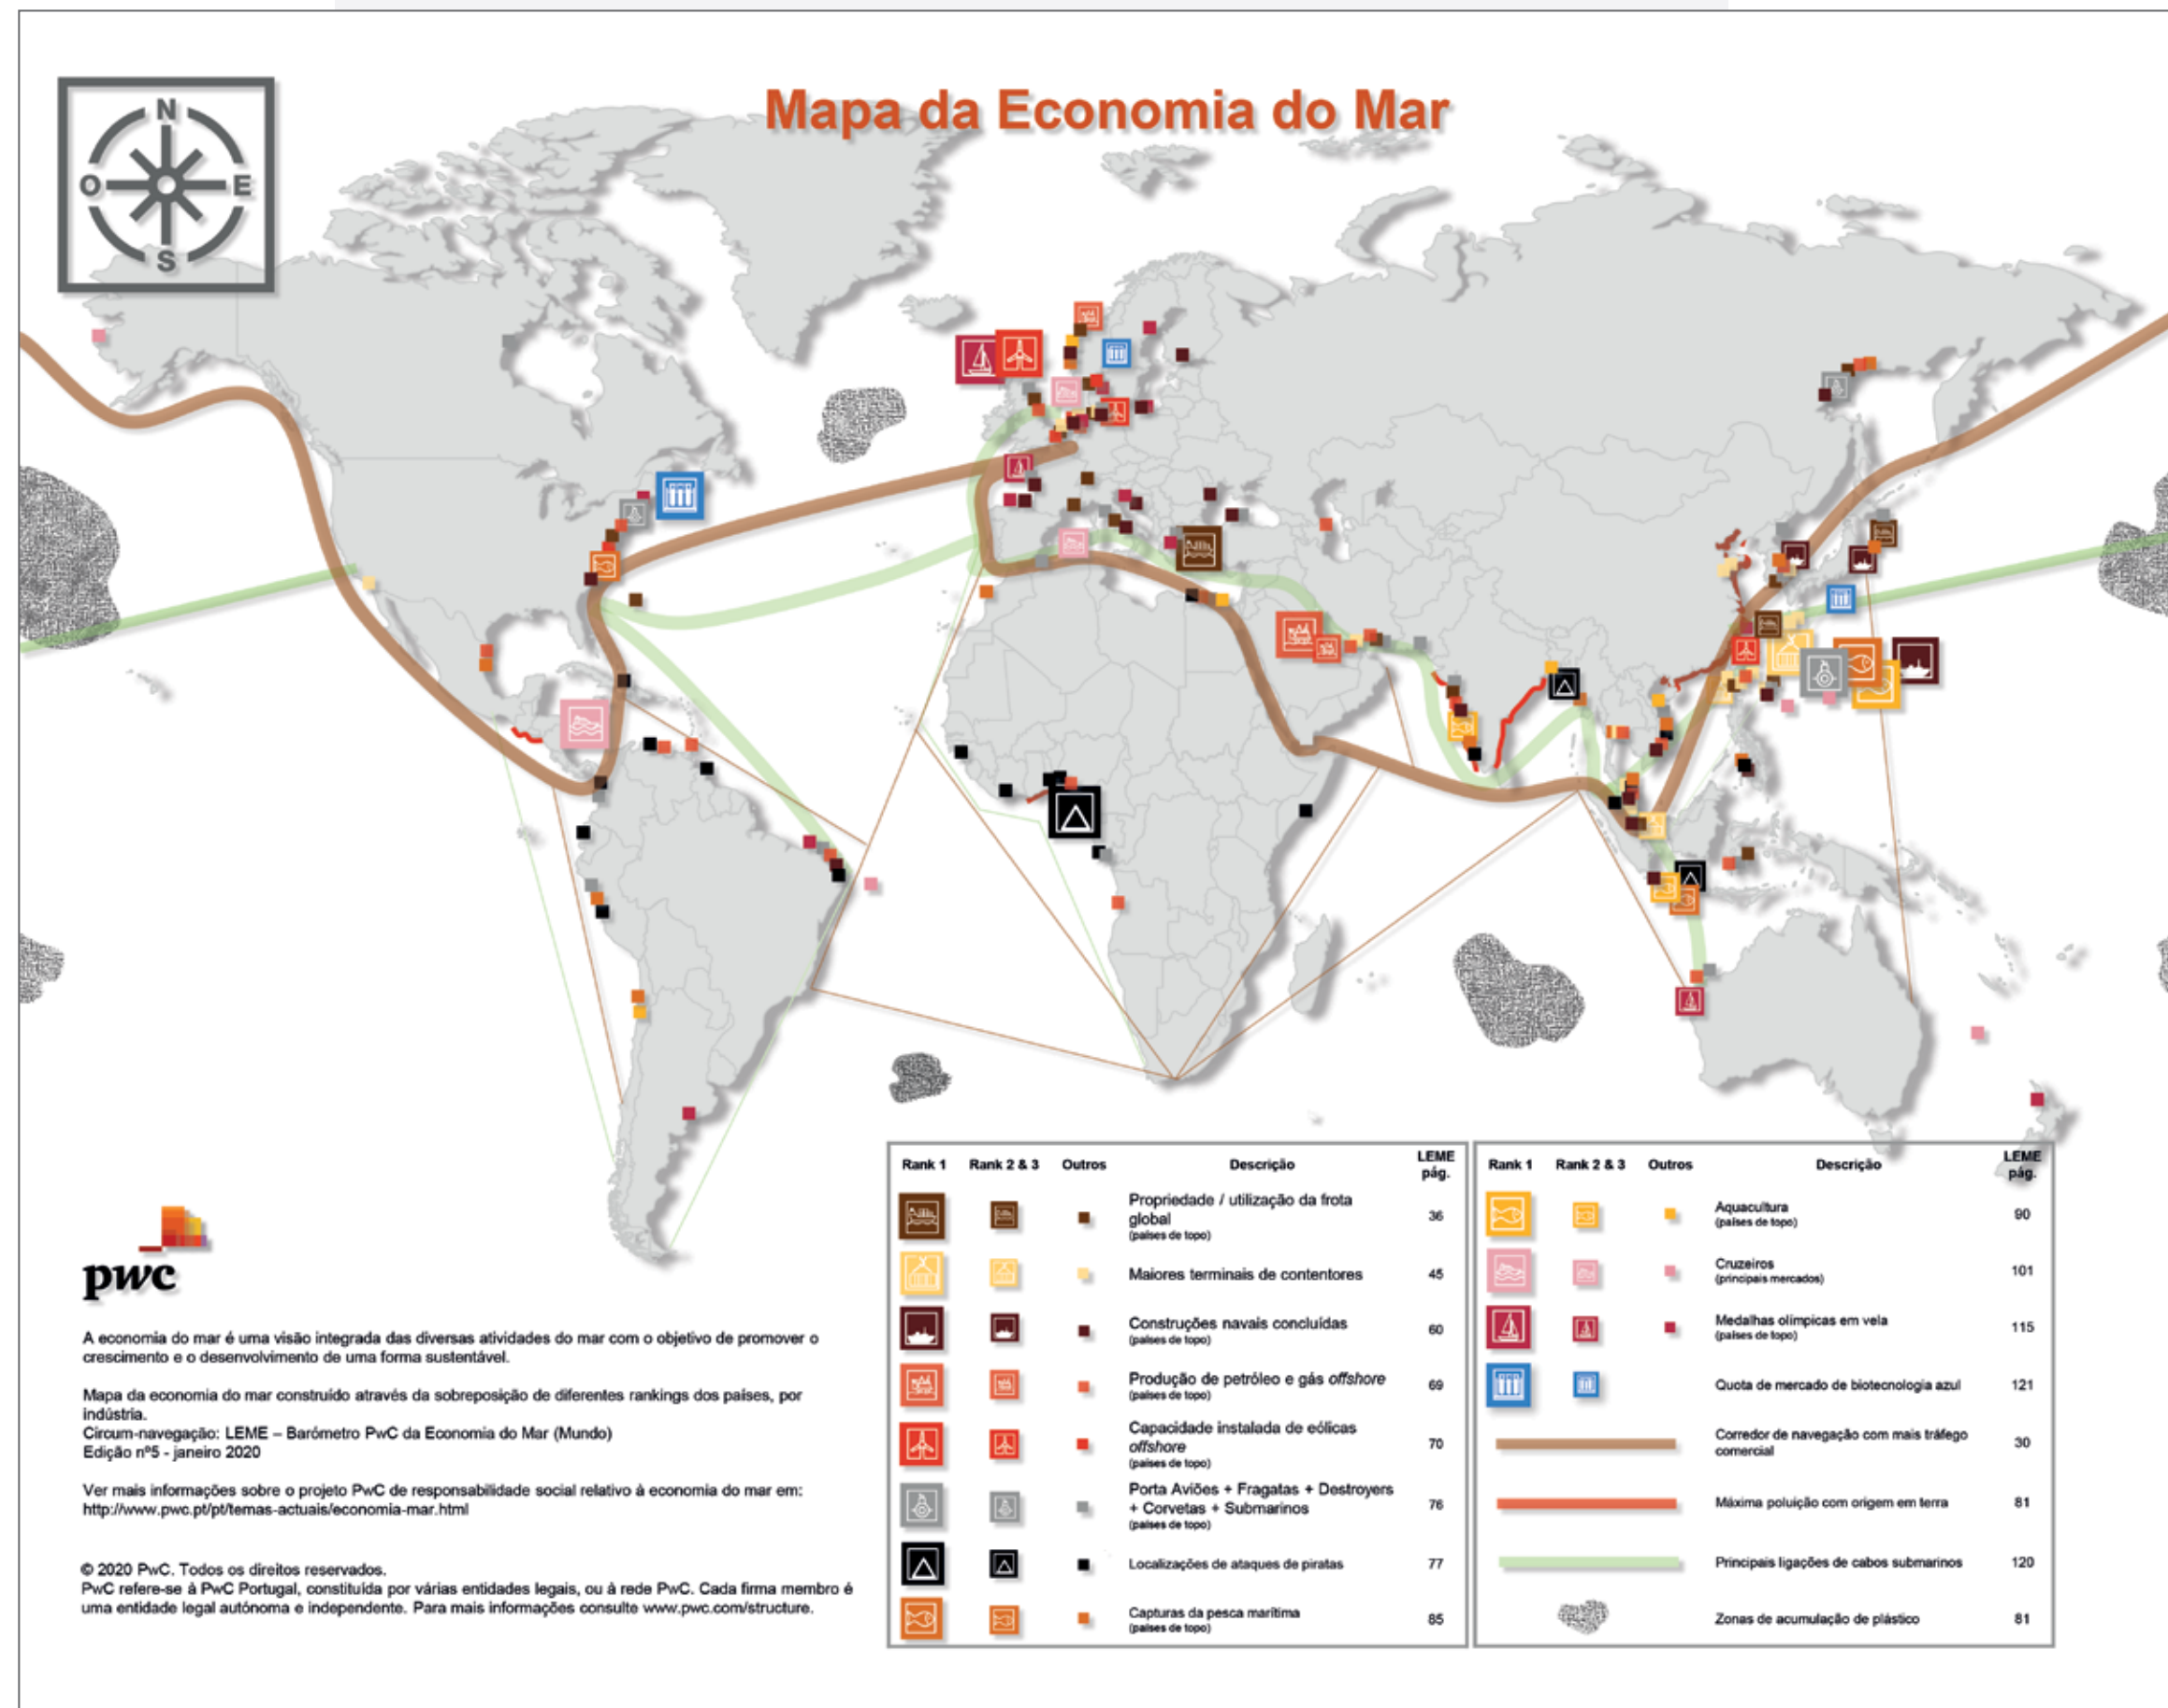 Mapa da Economia do Mar
N
O
E
S
pwc
A economia do mar é uma visão integrada das diversas atividades do mar com o objetivo de promover o
crescimento e o desenvolvimento de uma forma sustentável.
Mapa da economia do mar construído através da sobreposição de diferentes rankings dos países, por
indústria.
Circum-navegação: LEME – Barómetro PwC da Economia do Mar (Mundo)
Edição nº5 - janeiro 2020
Ver mais informações sobre o projeto PwC de responsabilidade social relativo à economia do mar em:
http://www.pwc.pt/pt/temas-actuais/economia-mar.html
© 2020 PwC. Todos os direitos reservados.
PwC refere-se à PwC Portugal, constituída por várias entidades legais, ou à rede PwC. Cada firma membro é
uma entidade legal autónoma e independente. Para mais informações consulte www.pwc.com/structure.
Rank 1 Rank 2 & 3 Outros Descrição LEME
pág.
Propriedade / utilização da frota
global
(países de topo)
36
Maiores terminais de contentores 45
Construções navais concluídas
(países de topo)
60
Produção de petróleo e gás offshore
(países de topo)
69
Capacidade instalada de eólicas
offshore
(países de topo)
70
Porta Aviões + Fragatas + Destroyers
+ Corvetas + Submarinos
(países de topo)
76
Localizações de ataques de piratas 77
Capturas da pesca marítima
(países de topo)
85
Rank 1 Rank 2 & 3 Outros Descrição LEME
pág.
Aquacultura
(países de topo)
90
Cruzeiros
(principais mercados)
101
Medalhas olímpicas em vela
(países de topo)
115
Quota de mercado de biotecnologia azul 121
Corredor de navegação com mais tráfego
comercial
30
Máxima poluição com origem em terra 81
Principais ligações de cabos submarinos 120
Zonas de acumulação de plástico 81